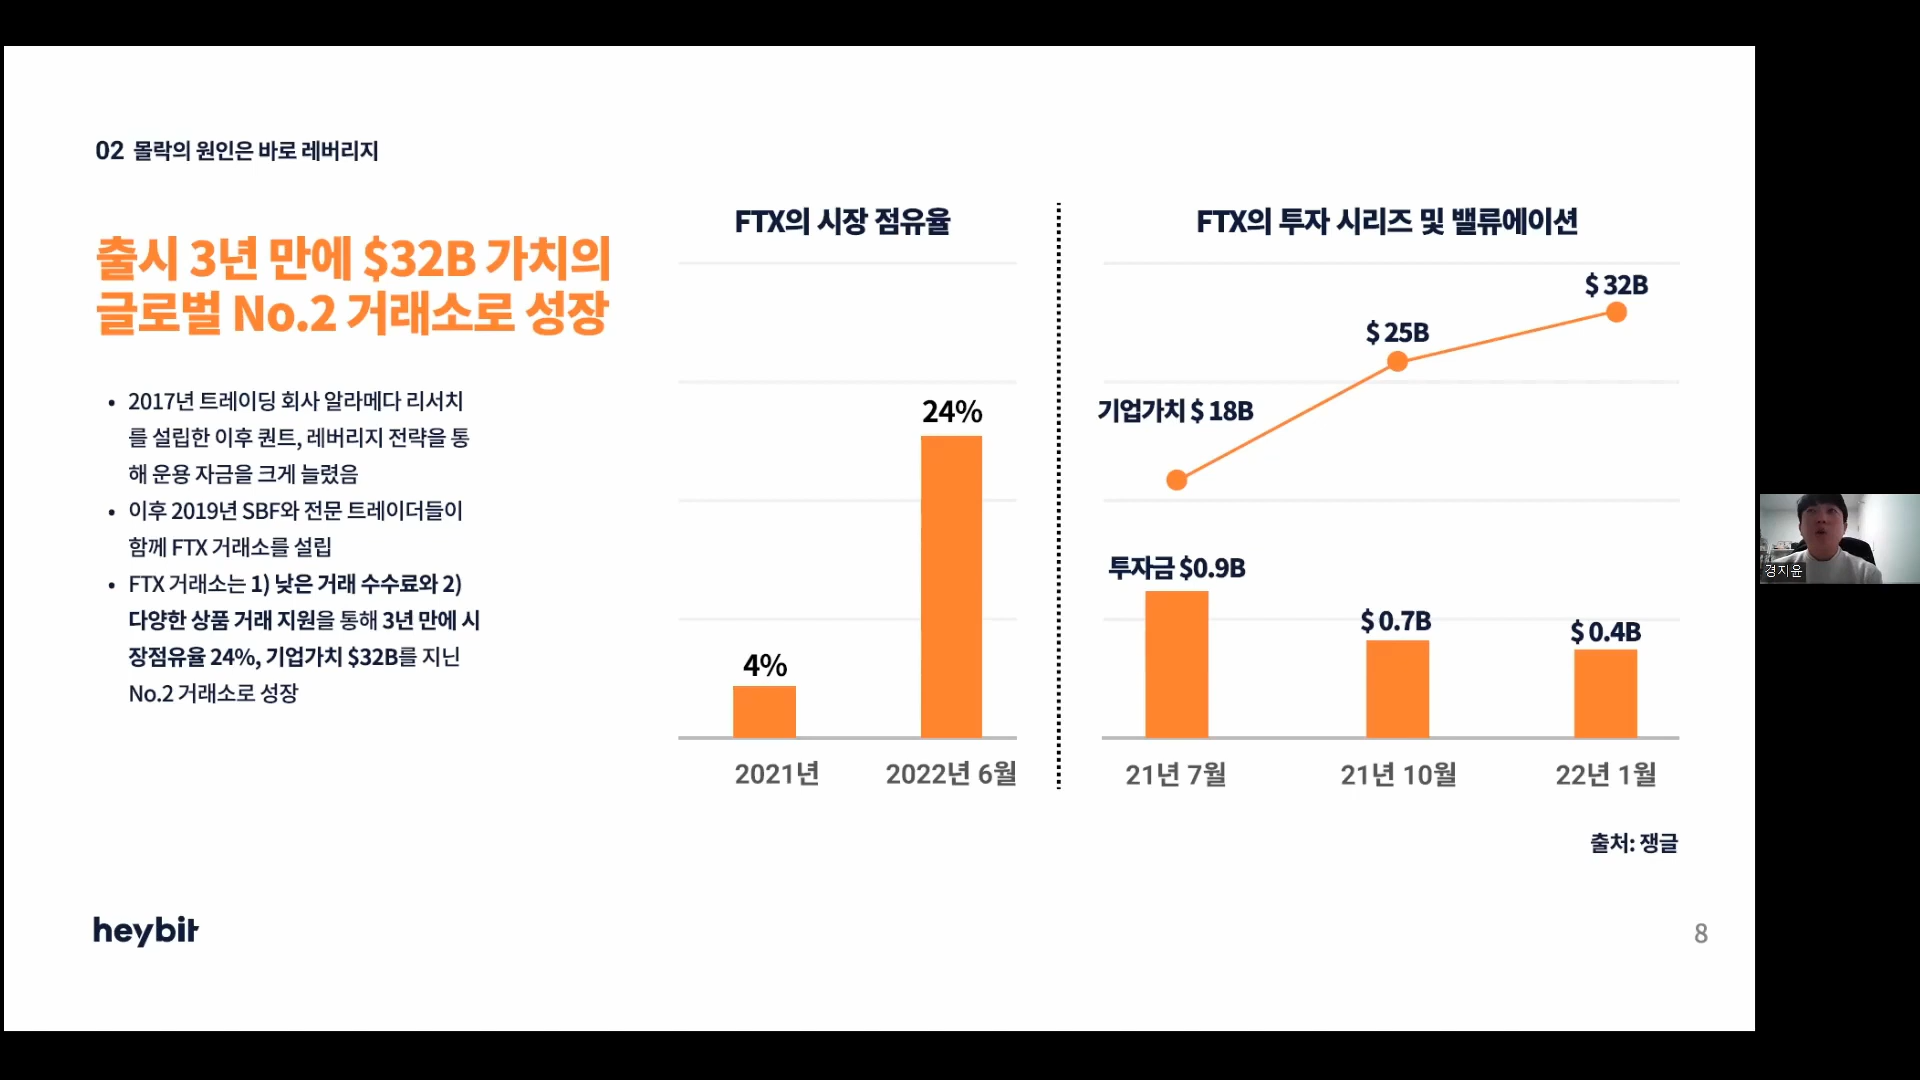 02 몰락의 원인은 바로 레버리지
출시 3년 만에 $32B 가치의
글로벌 No.2 거래소로 성장
• 2017년 트레이딩 회사 알라메다 리서치
를 설립한 이후 퀀트, 레버리지 전략을 통
해 운용 자금을 크게 늘렸음
• 이후 2019년 SBF와 전문 트레이더들이
함께 FTX 거래소를 설립
• FTX 거래소는 1) 낮은 거래 수수료와 2)
다양한 상품 거래 지원을 통해 3년 만에 시
장점유율 24%, 기업가치 $32B를 지닌
No.2 거래소로 성장
FTX의 시장 점유율
24%
4%
2021년
2022년 6월
FTX의 투자 시리즈 및 밸류에이션
$ 32B
$ 25B
기업가치 $ 18B
투자금 $0.9B
$ 0.7B
$ 0.4B
21년 7월
21년 10월
22년 1월
출처: 쟁글
heybit
8
경지윤